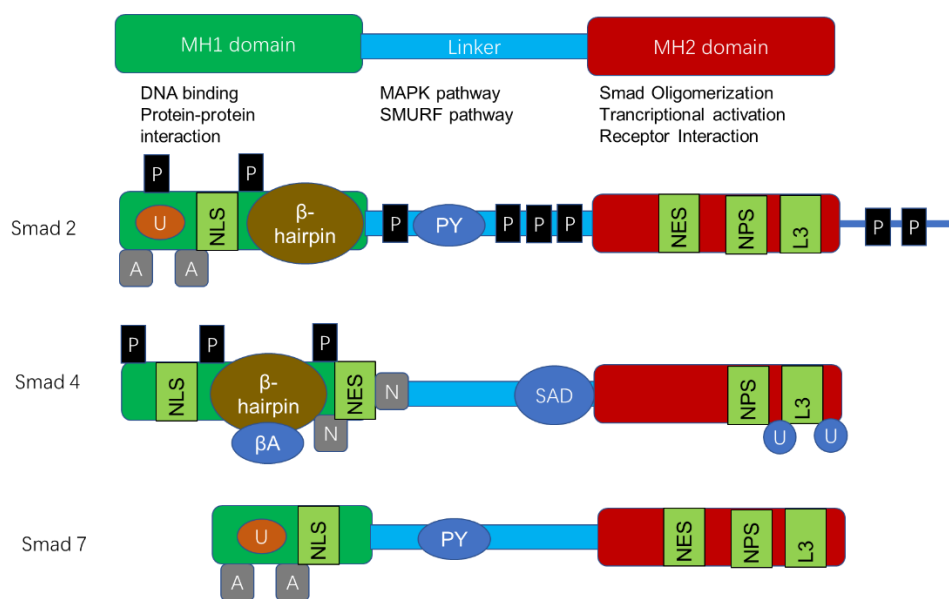 MH1 domain
Linker
MH2 domain
DNA binding
Protein-protein
interaction
MAPK pathway
SMURF pathway
Smad Oligomerization
Trancriptional activation
Receptor Interaction
Smad 2
P
P
U
NLS
β-
hairpin
A
A
P
PY
P
P
P
NES
NPS
L3
P
P
Smad 4
P
P
P
NLS
β-
hairpin
βA
NES
N
N
SAD
NPS
L3
U
U
Smad 7
U
NLS
A
A
PY
NES
NPS
L3